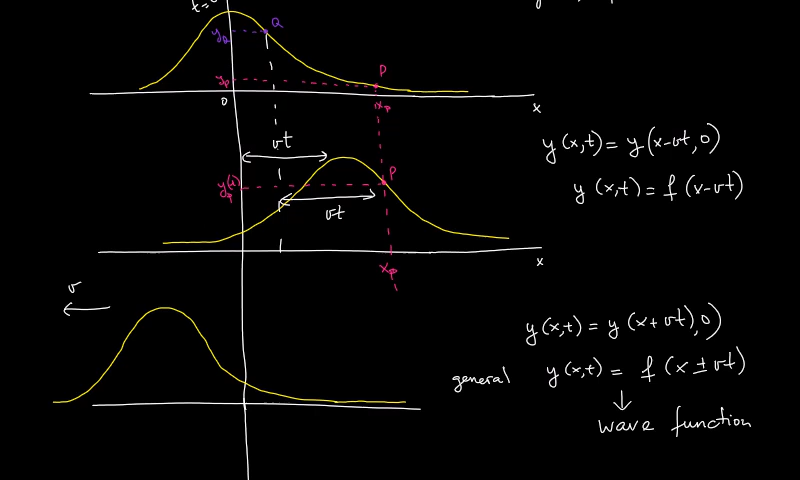 t=0
y_Q
Q
y_P
P
0
x_P
x
vt
y(x,t) = y(x-vt, 0)
y_P(t)
P
y(x,t) = f(x-vt)
vt
x
x_P
v
y(x,t) = y(x+vt), 0)
general y(x,t) = f(x±vt)
↓
wave function